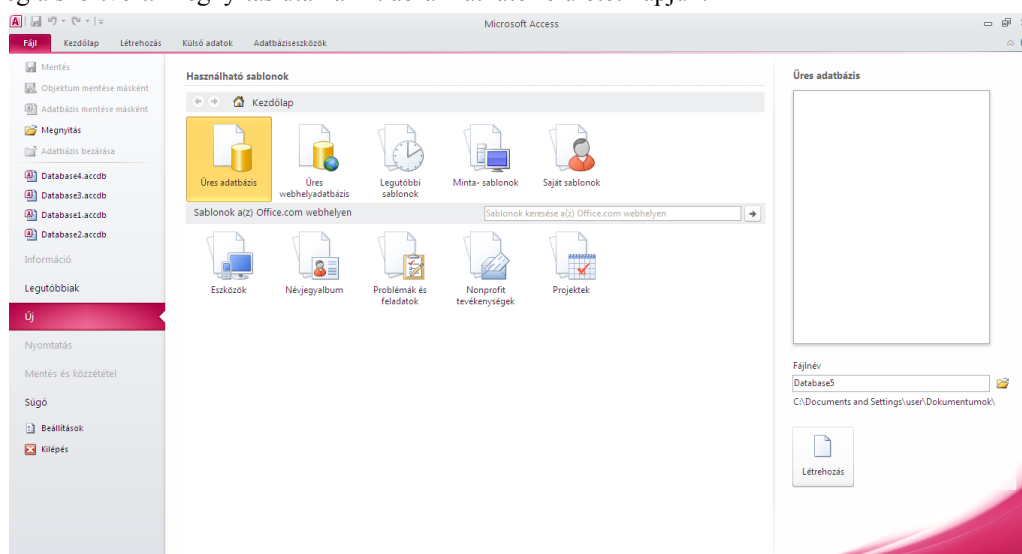 Microsoft Access
Fájl Kezdőlap Létrehozás Külső adatok Adatbáziseszközök
Mentés
Objektum mentése másként
Adatbázis mentése másként
Megnyitás
Adatbázis bezárása
Database4.accdb
Database3.accdb
Database1.accdb
Database2.accdb
Információ
Legutóbbiak
Új
Nyomtatás
Mentés és közzététel
Súgó
Beállítások
Kilépés
Használható sablonok
Kezdőlap
Üres adatbázis
Üres webhelyadatbázis
Legutóbbi sablonok
Minta- sablonok
Saját sablonok
Sablonok a(z) Office.com webhelyen
Sablonok keresése a(z) Office.com webhelyen
Eszközök
Névjegyalbum
Problémák és feladatok
Nonprofit tevékenységek
Projektek
Üres adatbázis
Fájlnév
Database5
C:\Documents and Settings\user\Dokumentumok\
Létrehozás